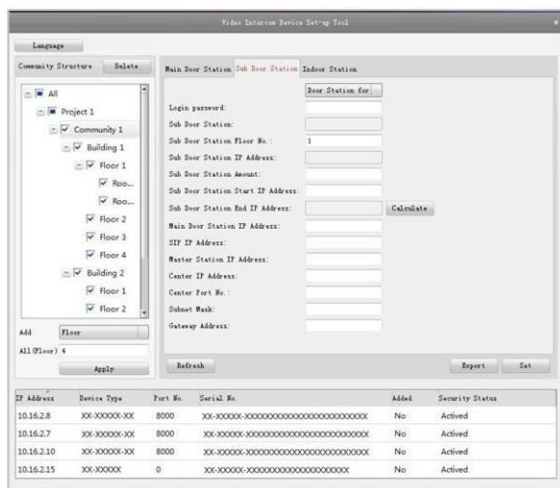 Video Intercom Device Set-up Tool
Language
Community Structure Delete
Main Door Station Sub Door Station Indoor Station
All
Project 1
Community 1
Building 1
Floor 1
Roo...
Roo...
Floor 2
Floor 3
Floor 4
Building 2
Floor 1
Floor 2
Add Floor
All(Floor) 4
Apply
Door Station for
Login password:
Sub Door Station:
Sub Door Station Floor No.: 1
Sub Door Station IP Address:
Sub Door Station Amount:
Sub Door Station Start IP Address:
Sub Door Station End IP Address: Calculate
Main Door Station IP Address:
SIP IP Address:
Master Station IP Address:
Center IP Address:
Center Port No.:
Subnet Mask:
Gateway Address:
Refresh Export Set
IP Address Device Type Port No. Serial No. Added Security Status
10.16.2.8 XX-XXXXX-XX 8000 XX-XXXXX-XXXXXXXXXXXXXXXXXXXXXXX No Actived
10.16.2.7 XX-XXXXX-XX 8000 XX-XXXXX-XXXXXXXXXXXXXXXXXXXXXXX No Actived
10.16.2.10 XX-XXXXX-XX 8000 XX-XXXXX-XXXXXXXXXXXXXXXXXXXXXXX No Actived
10.16.2.15 XX-XXXXX 0 XX-XXXXX-XXXXXXXXXXXXXXXXXXXX No Actived